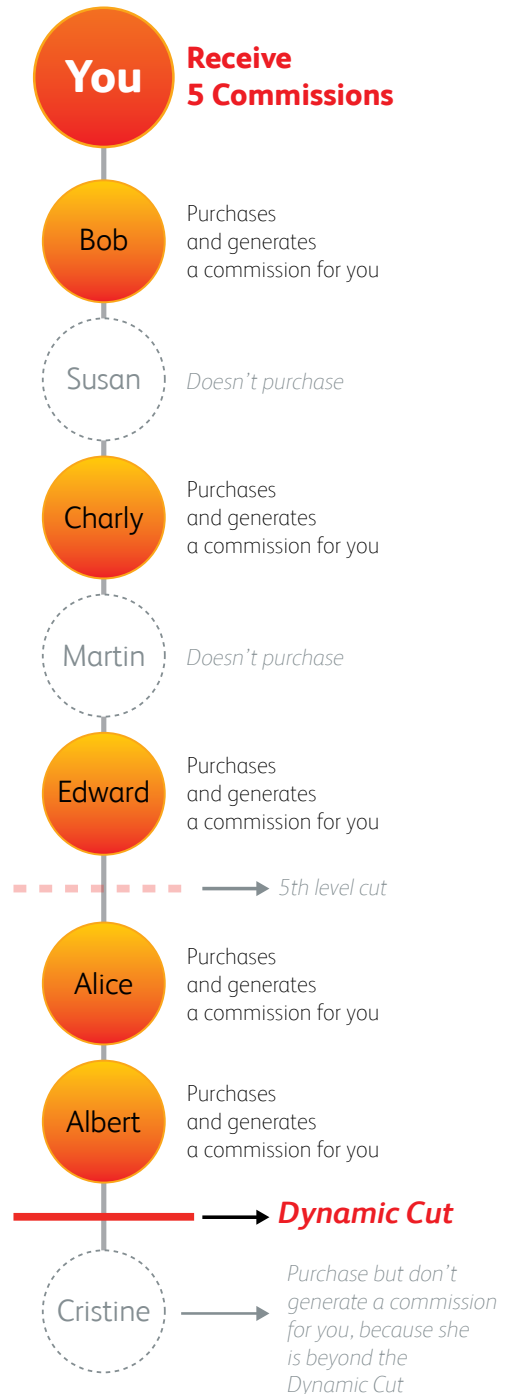 You
Receive
5 Commissions
Bob
Purchases
and generates
a commission for you
Susan
Doesn't purchase
Charly
Purchases
and generates
a commission for you
Martin
Doesn't purchase
Edward
Purchases
and generates
a commission for you
5th level cut
Alice
Purchases
and generates
a commission for you
Albert
Purchases
and generates
a commission for you
Dynamic Cut
Cristine
Purchase but don't
generate a commission
for you, because she
is beyond the
Dynamic Cut